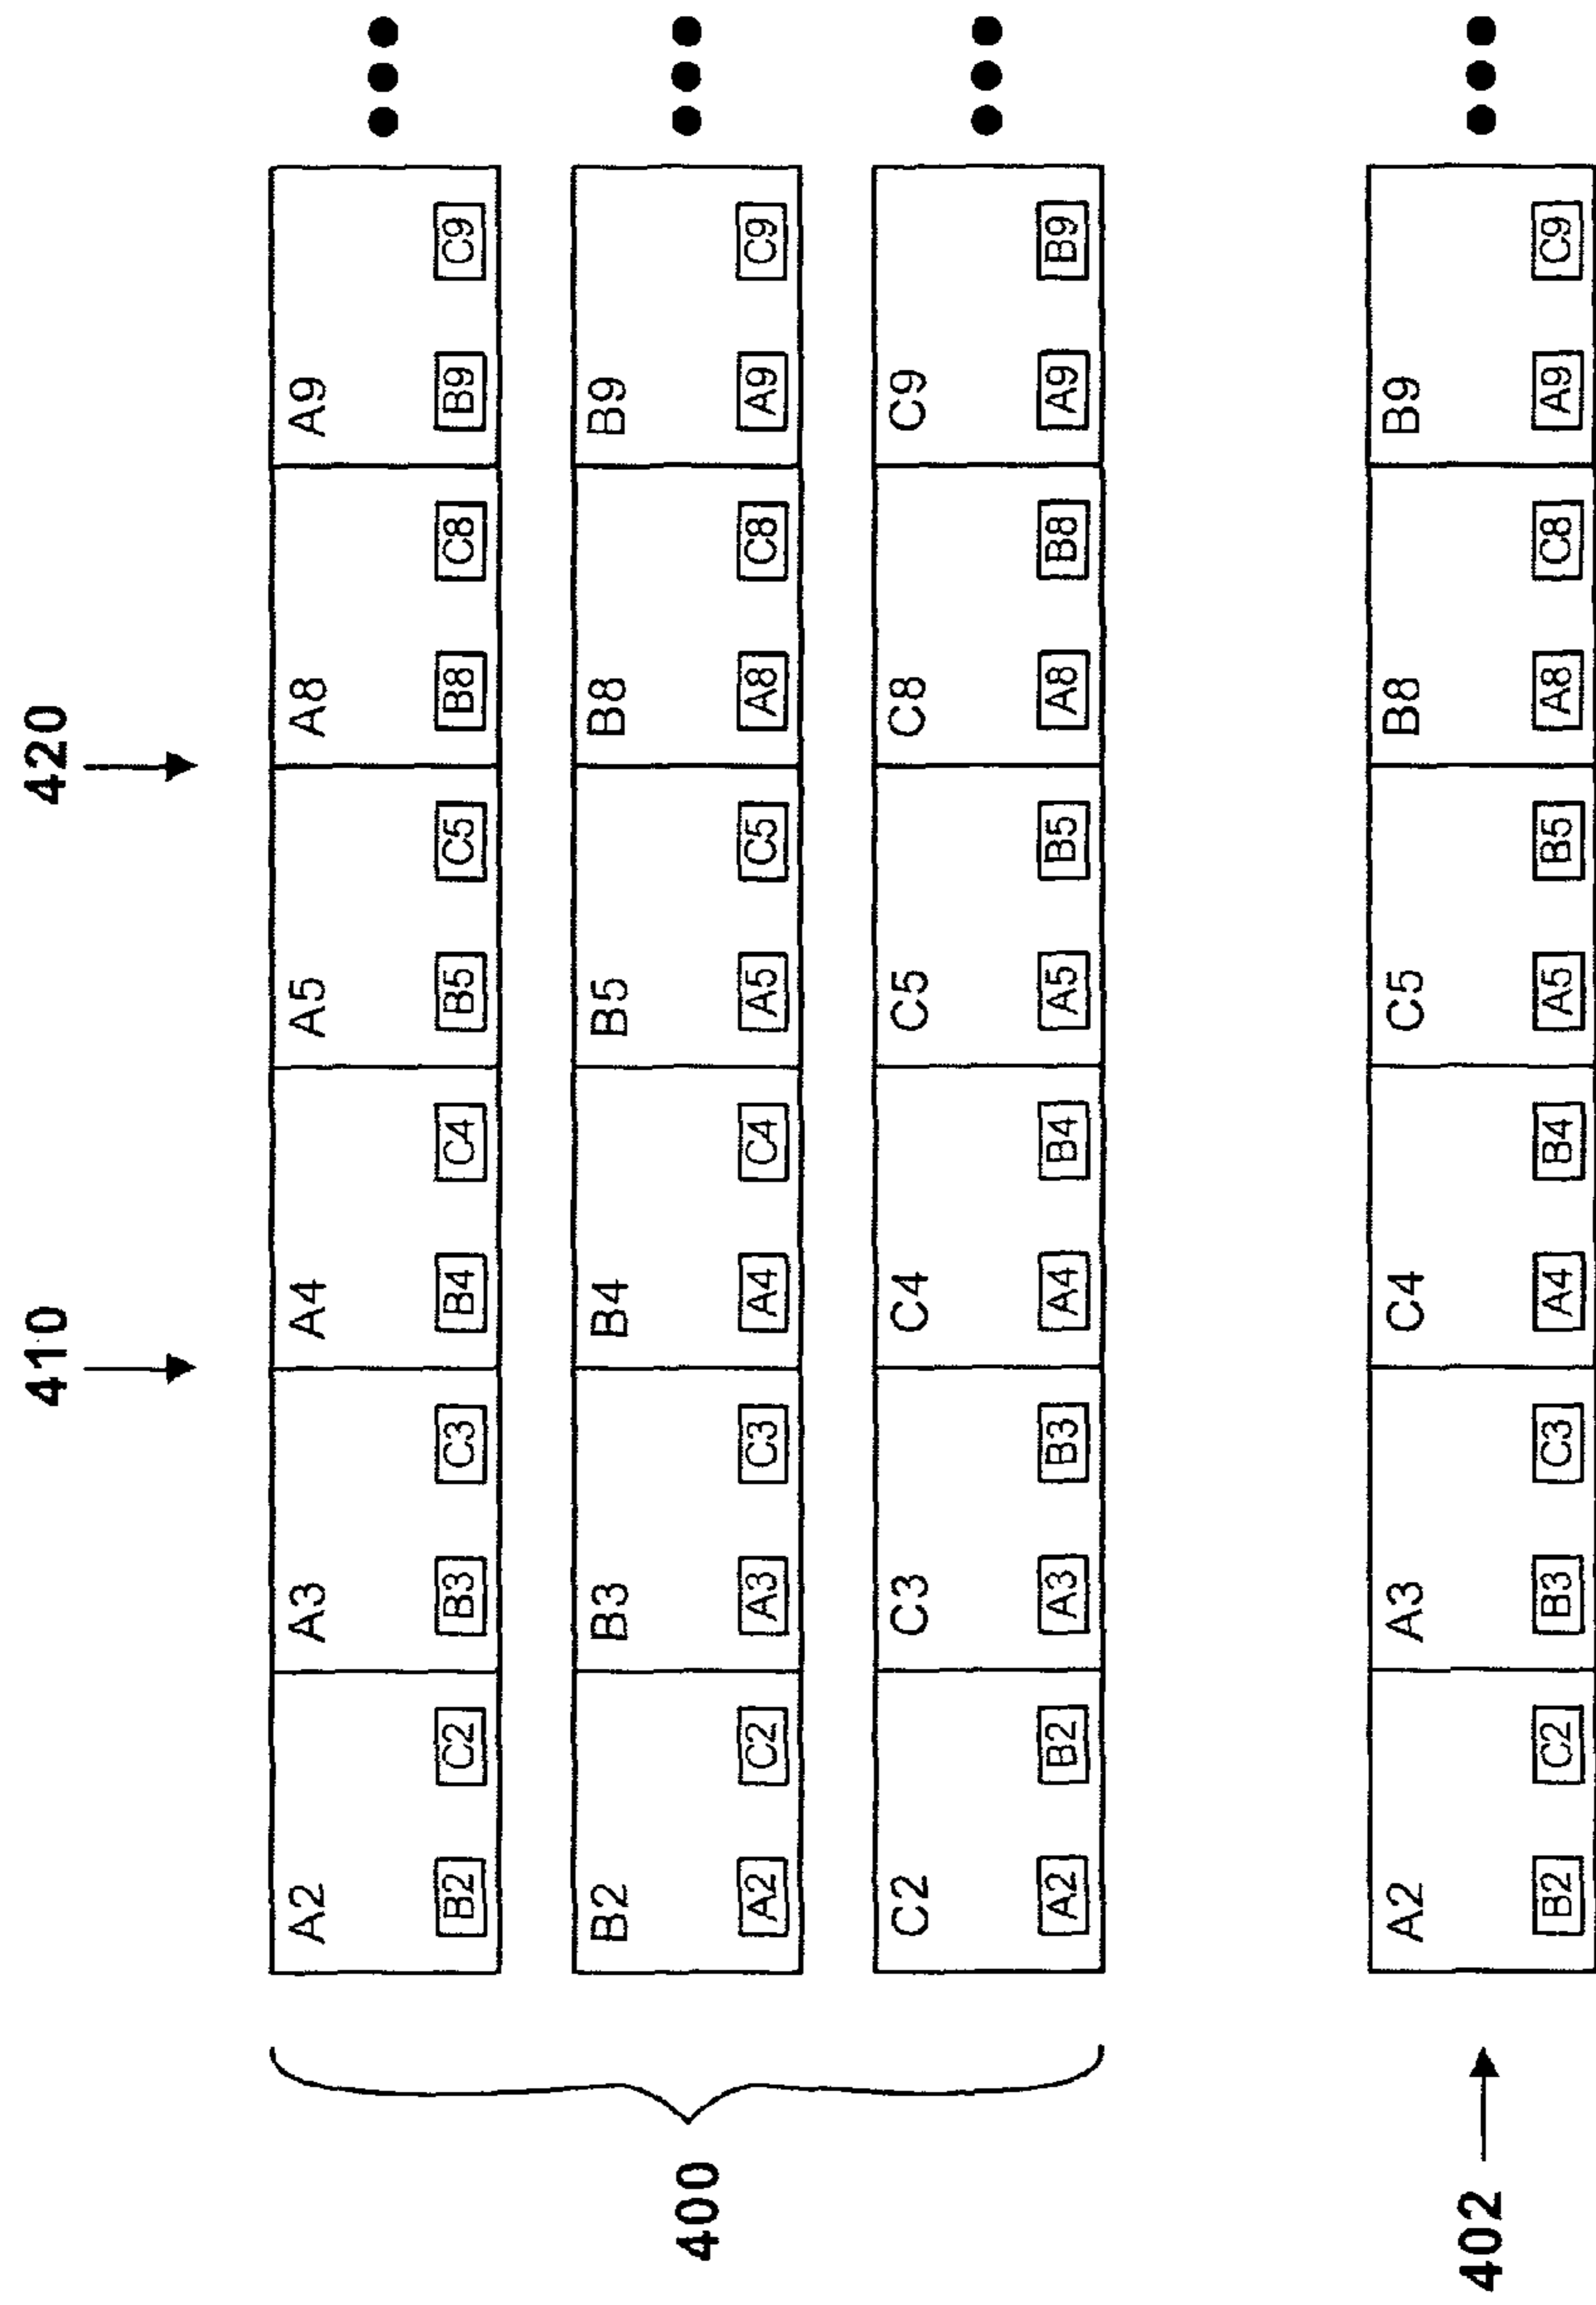 410 420
A2 A3 A4 A5 A8 A9
B2 C2 B3 C3 B4 C4 B5 C5 B8 C8 B9 C9
B2 B3 B4 B5 B8 B9
A2 C2 A3 C3 A4 C4 A5 C5 A8 C8 A9 C9
400
C2 C3 C4 C5 C8 C9
A2 B2 A3 B3 A4 B4 A5 B5 A8 B8 A9 B9
402
A2 A3 C4 C5 B8 B9
B2 C2 B3 C3 A4 B4 A5 B5 A8 C8 A9 C9